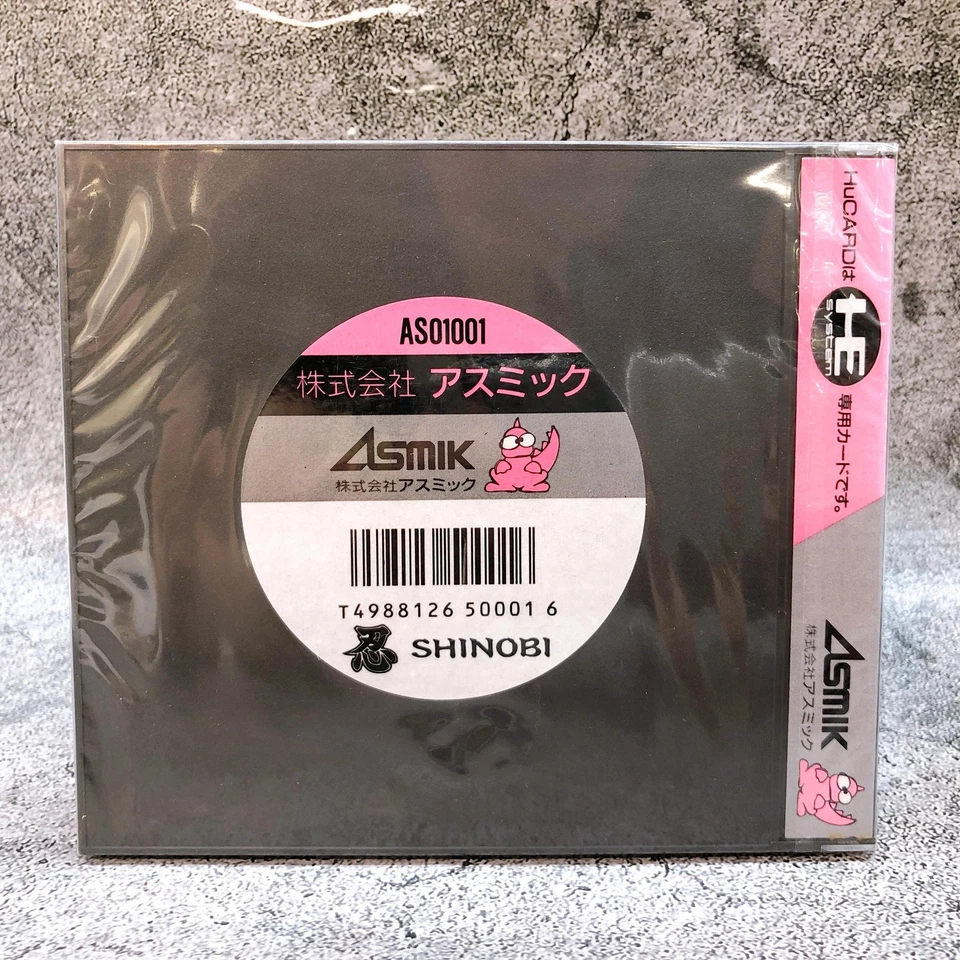 AS01001
株式会社 アスミック
ASMIK
株式会社アスミック
T4988126 50001 6
忍 SHINOBI
HuCARDは
HE
SYSTEM
専用カードです。
ASMIK
株式会社アスミック